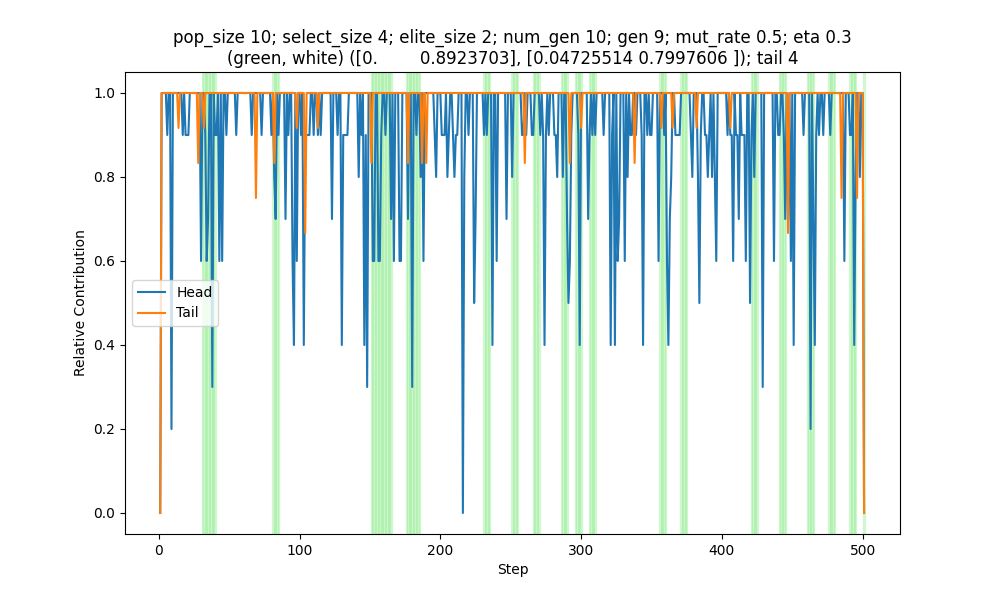 pop_size 10; select_size 4; elite_size 2; num_gen 10; gen 9; mut_rate 0.5; eta 0.3
(green, white) ([0.         0.8923703], [0.04725514 0.7997606 ]); tail 4
1.0
0.8
0.6
0.4
0.2
0.0
Relative Contribution
Head
Tail
0
100
200
300
400
500
Step